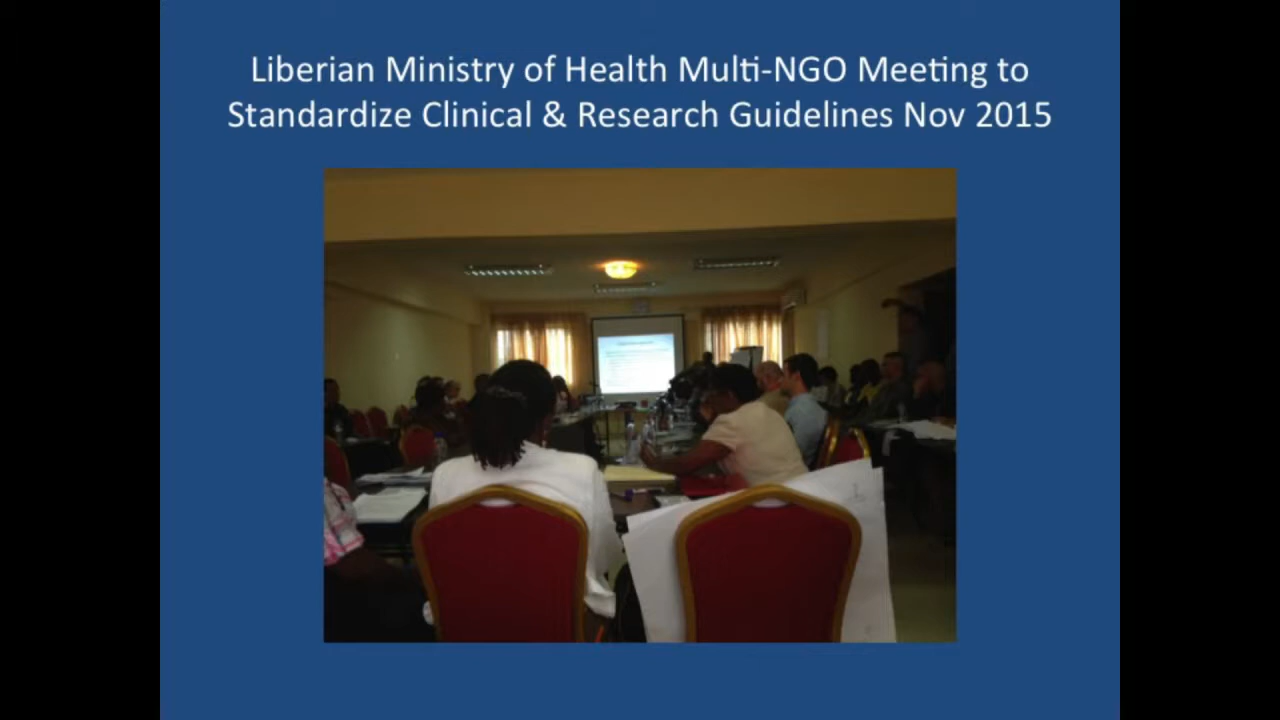 Liberian Ministry of Health Multi-NGO Meeting to
Standardize Clinical & Research Guidelines Nov 2015